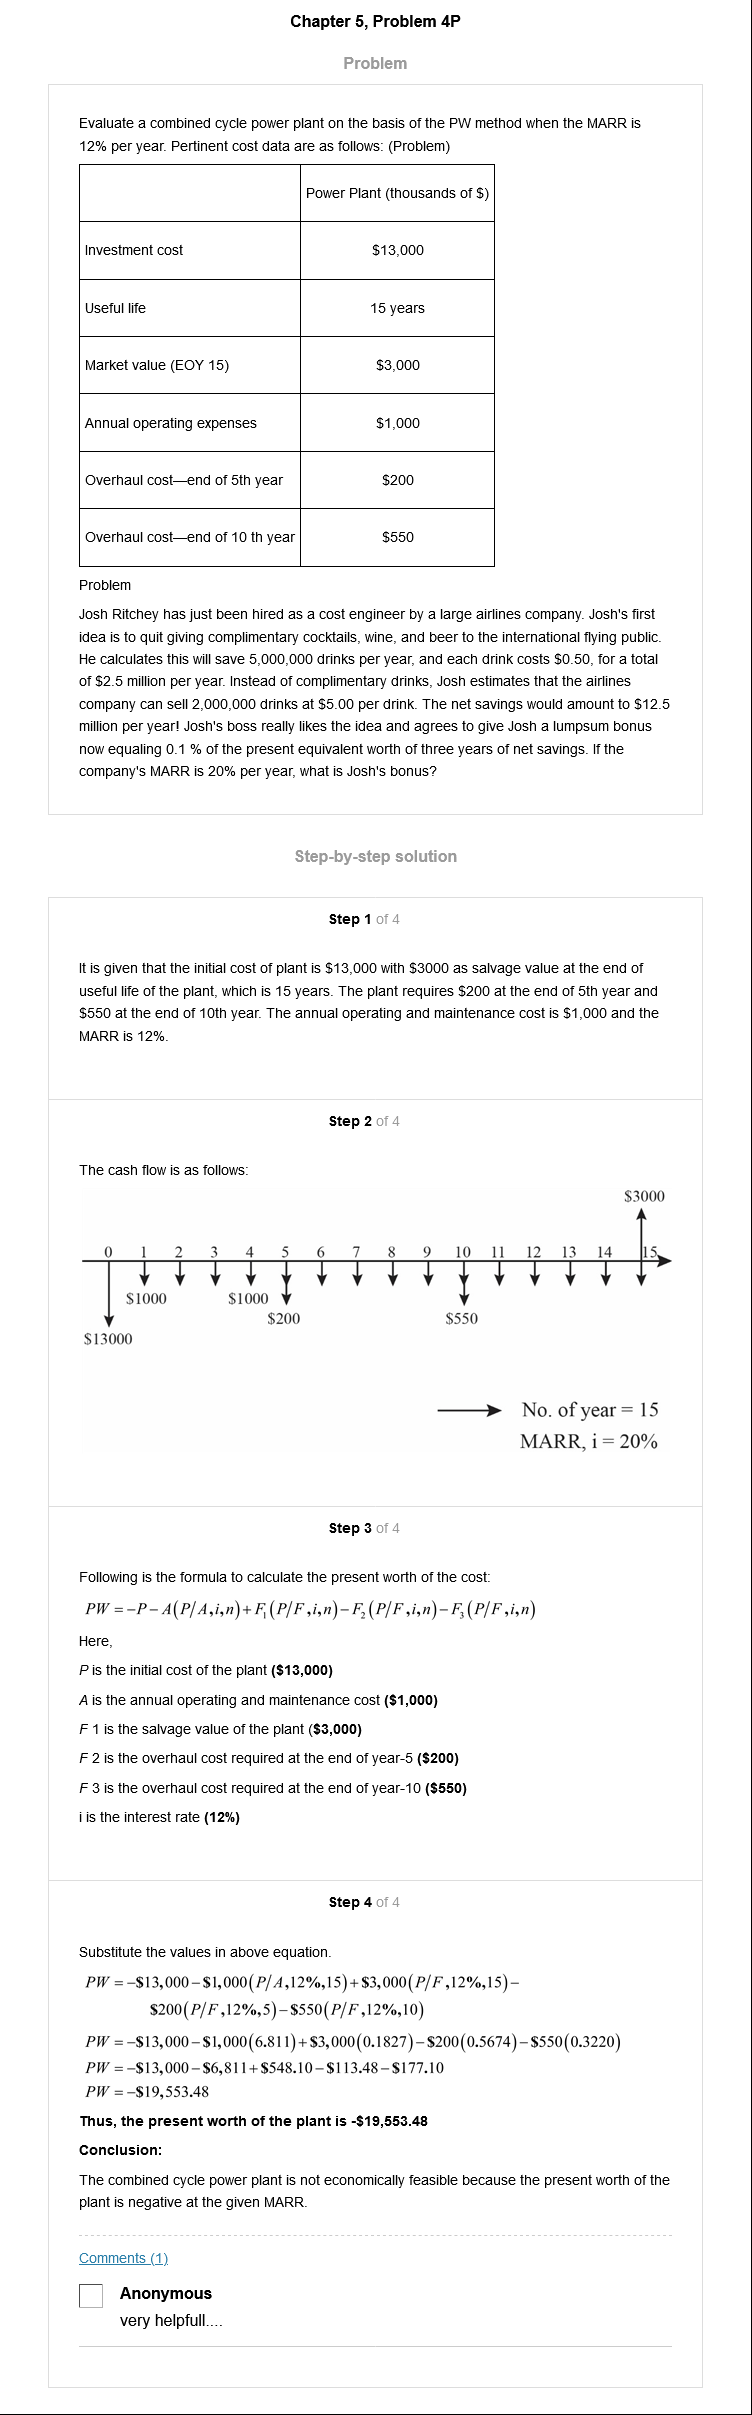 Chapter 5, Problem 4P
Problem
Evaluate a combined cycle power plant on the basis of the PW method when the MARR is
12% per year. Pertinent cost data are as follows: (Problem)
Power Plant (thousands of $)
Investment cost $13,000
Useful life 15 years
Market value (EOY 15) $3,000
Annual operating expenses $1,000
Overhaul cost—end of 5th year $200
Overhaul cost—end of 10 th year $550
Problem
Josh Ritchey has just been hired as a cost engineer by a large airlines company. Josh's first
idea is to quit giving complimentary cocktails, wine, and beer to the international flying public.
He calculates this will save 5,000,000 drinks per year, and each drink costs $0.50, for a total
of $2.5 million per year. Instead of complimentary drinks, Josh estimates that the airlines
company can sell 2,000,000 drinks at $5.00 per drink. The net savings would amount to $12.5
million per year! Josh's boss really likes the idea and agrees to give Josh a lumpsum bonus
now equaling 0.1 % of the present equivalent worth of three years of net savings. If the
company's MARR is 20% per year, what is Josh's bonus?
Step-by-step solution
Step 1 of 4
It is given that the initial cost of plant is $13,000 with $3000 as salvage value at the end of
useful life of the plant, which is 15 years. The plant requires $200 at the end of 5th year and
$550 at the end of 10th year. The annual operating and maintenance cost is $1,000 and the
MARR is 12%.
Step 2 of 4
The cash flow is as follows:
$3000
0 1 2 3 4 5 6 7 8 9 10 11 12 13 14 15
$1000 $1000
$200 $550
$13000
No. of year = 15
MARR, i = 20%
Step 3 of 4
Following is the formula to calculate the present worth of the cost:
PW = −P − A(P/A,i,n) + F₁(P/F,i,n) − F₂(P/F,i,n) − F₃(P/F,i,n)
Here,
P is the initial cost of the plant ($13,000)
A is the annual operating and maintenance cost ($1,000)
F 1 is the salvage value of the plant ($3,000)
F 2 is the overhaul cost required at the end of year-5 ($200)
F 3 is the overhaul cost required at the end of year-10 ($550)
i is the interest rate (12%)
Step 4 of 4
Substitute the values in above equation.
PW = −$13,000 − $1,000(P/A,12%,15) + $3,000(P/F,12%,15) −
$200(P/F,12%,5) − $550(P/F,12%,10)
PW = −$13,000 − $1,000(6.811) + $3,000(0.1827) − $200(0.5674) − $550(0.3220)
PW = −$13,000 − $6,811 + $548.10 − $113.48 − $177.10
PW = −$19,553.48
Thus, the present worth of the plant is -$19,553.48
Conclusion:
The combined cycle power plant is not economically feasible because the present worth of the
plant is negative at the given MARR.
Comments (1)
Anonymous
very helpfull....